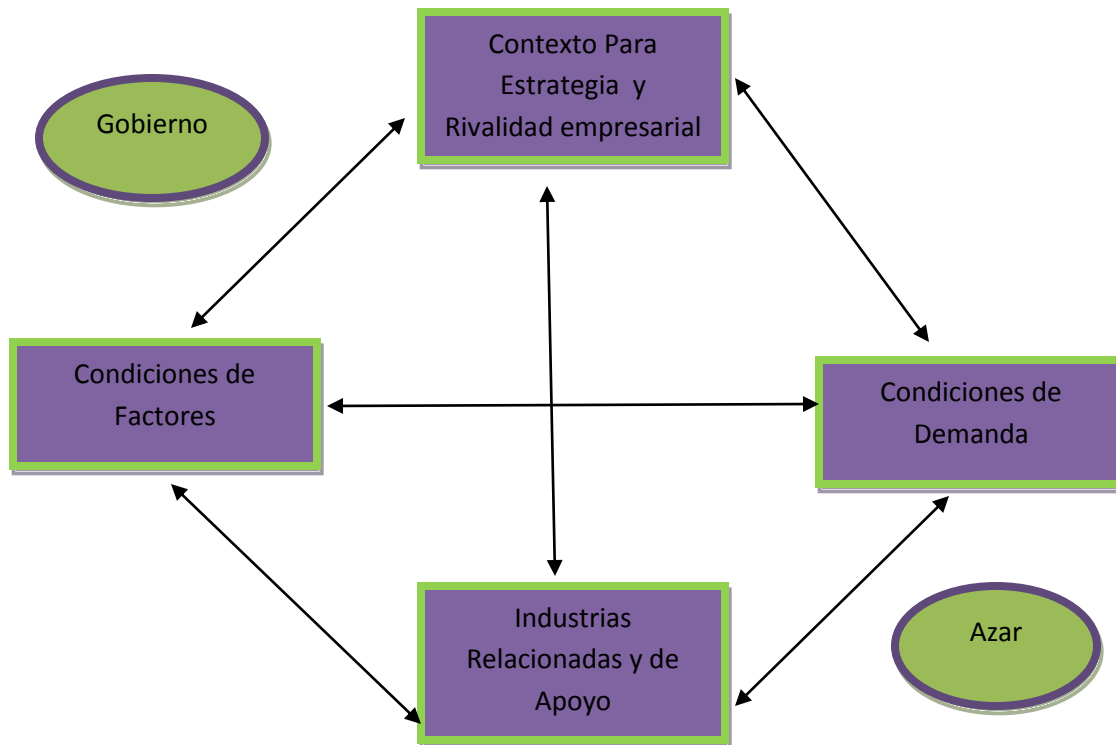 Contexto Para
Estrategia y
Rivalidad empresarial
Gobierno
Condiciones de
Factores
Condiciones de
Demanda
Industrias
Relacionadas y de
Apoyo
Azar